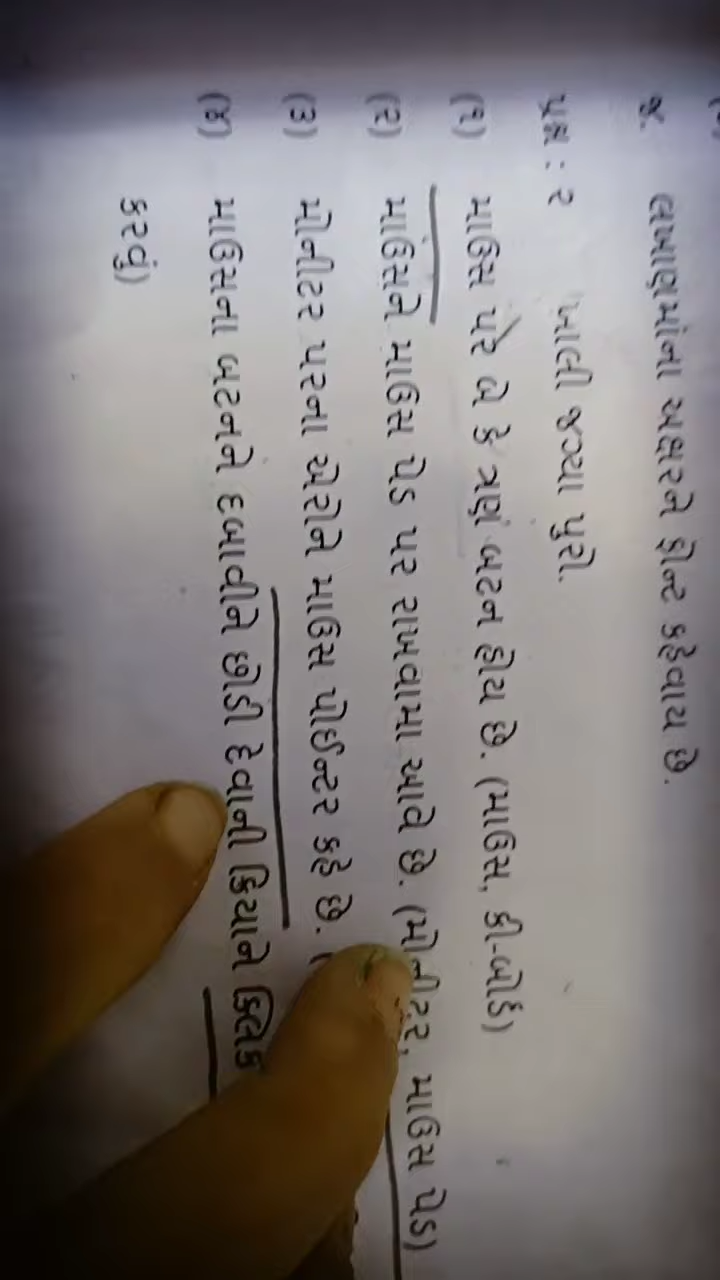 ૪. લખાણમાંના અક્ષરને ફોન્ટ કહેવાય છે.
પ્રશ્ન : ૨ ખાલી જગ્યા પુરો.
(૧) માઉસ પર બે કે ત્રણ બટન હોય છે. (માઉસ, કી-બોર્ડ)
(૨) માઉસને માઉસ પેડ પર રાખવામા આવે છે. (મોનીટર, માઉસ પેડ)
(૩) મોનીટર પરના એરોને માઉસ પોઈન્ટર કહે છે. (
(૪) માઉસના બટનને દબાવીને છોડી દેવાની ક્રિયાને ક્લિક
કરવું)